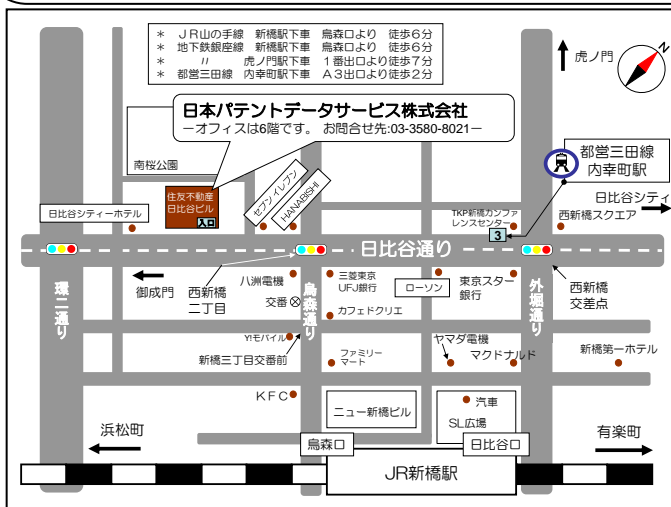 ＊　ＪＲ山の手線　新橋駅下車　烏森口より　徒歩６分
＊　地下鉄銀座線　新橋駅下車　烏森口より　徒歩６分
＊　〃　虎ノ門駅下車　１番出口より徒歩７分
＊　都営三田線　内幸町駅下車　Ａ３出口より徒歩２分
N
虎ノ門
日本パテントデータサービス株式会社
－オフィスは6階です。 お問合せ先:03-3580-8021－
南桜公園
都営三田線
内幸町駅
住友不動産
日比谷ビル
入口
セブンイレブン
HANABISHI
日比谷シティ
日比谷シティーホテル
TKP新橋カンファ
レンスセンター
西新橋スクエア
3
日比谷通り
環二通り
御成門
西新橋
二丁目
八洲電機
交番
烏森通り
三菱東京
UFJ銀行
ローソン
東京スター
銀行
外堀通り
西新橋
交差点
カフェドクリエ
Y!モバイル
新橋三丁目交番前
ファミリー
マート
ヤマダ電機
マクドナルド
新橋第一ホテル
ＫＦＣ
ニュー新橋ビル
汽車
SL広場
浜松町
有楽町
烏森口
日比谷口
JR新橋駅